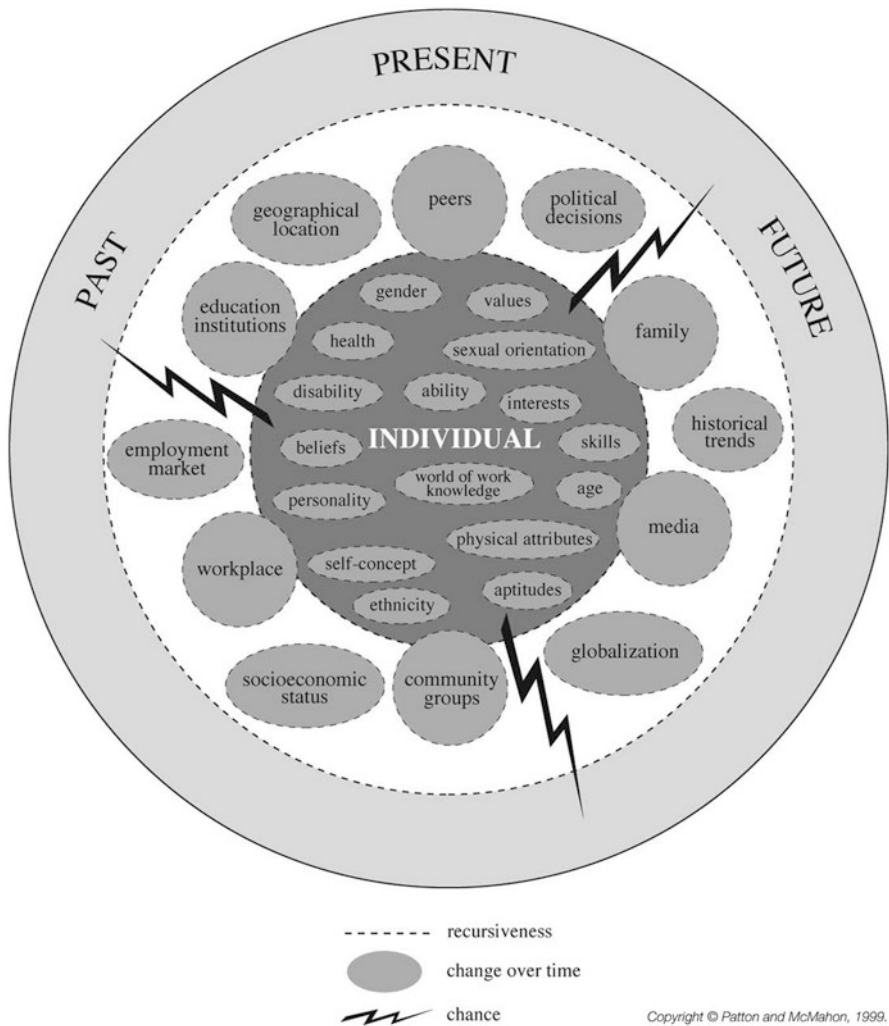 PRESENT
PAST
FUTURE
geographical
location
peers
political
decisions
education
institutions
family
employment
market
historical
trends
workplace
media
socioeconomic
status
community
groups
globalization
gender
values
health
sexual orientation
disability
ability
interests
INDIVIDUAL
beliefs
skills
world of work
knowledge
age
personality
physical attributes
self-concept
aptitudes
ethnicity
recursiveness
change over time
chance
Copyright © Patton and McMahon, 1999.